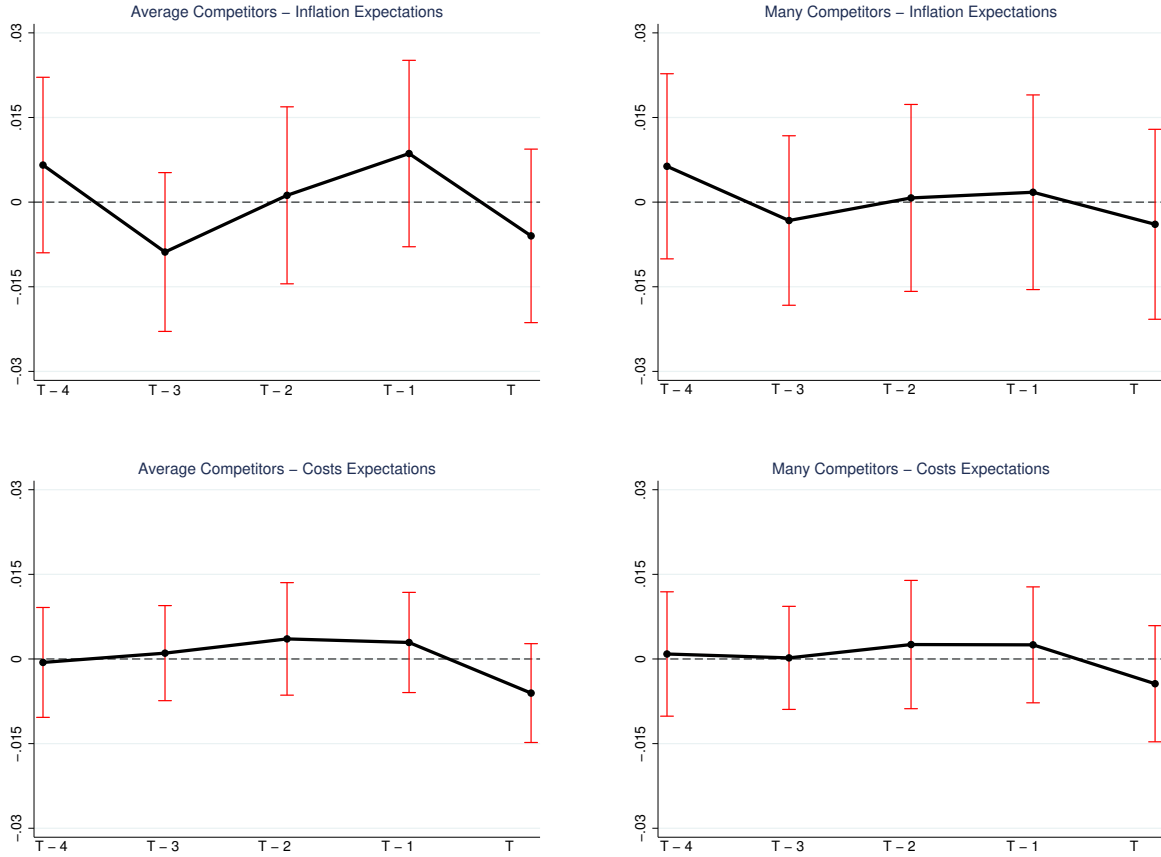 Average Competitors – Inflation Expectations
.03
.015
0
–.015
–.03
T – 4 T – 3 T – 2 T – 1 T
Many Competitors – Inflation Expectations
.03
.015
0
–.015
–.03
T – 4 T – 3 T – 2 T – 1 T
Average Competitors – Costs Expectations
.03
.015
0
–.015
–.03
T – 4 T – 3 T – 2 T – 1 T
Many Competitors – Costs Expectations
.03
.015
0
–.015
–.03
T – 4 T – 3 T – 2 T – 1 T